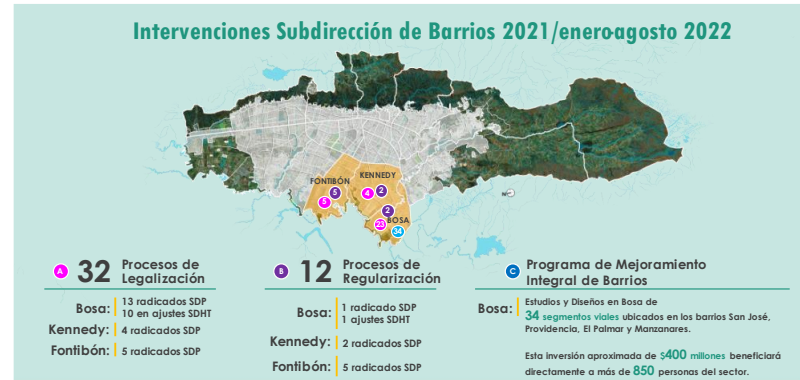 Intervenciones Subdirección de Barrios 2021/enero-agosto 2022
FONTIBÓN
KENNEDY
5
5
4
2
2
BOSA
23
34
A 32 Procesos de
Legalización
Bosa: 13 radicados SDP
10 en ajustes SDHT
Kennedy: 4 radicados SDP
Fontibón: 5 radicados SDP
B 12 Procesos de
Regularización
Bosa: 1 radicado SDP
1 ajustes SDHT
Kennedy: 2 radicados SDP
Fontibón: 5 radicados SDP
C Programa de Mejoramiento
Integral de Barrios
Bosa: Estudios y Diseños en Bosa de
34 segmentos viales ubicados en los barrios San José,
Providencia, El Palmar y Manzanares.
Esta inversión aproximada de $400 millones beneficiará
directamente a más de 850 personas del sector.